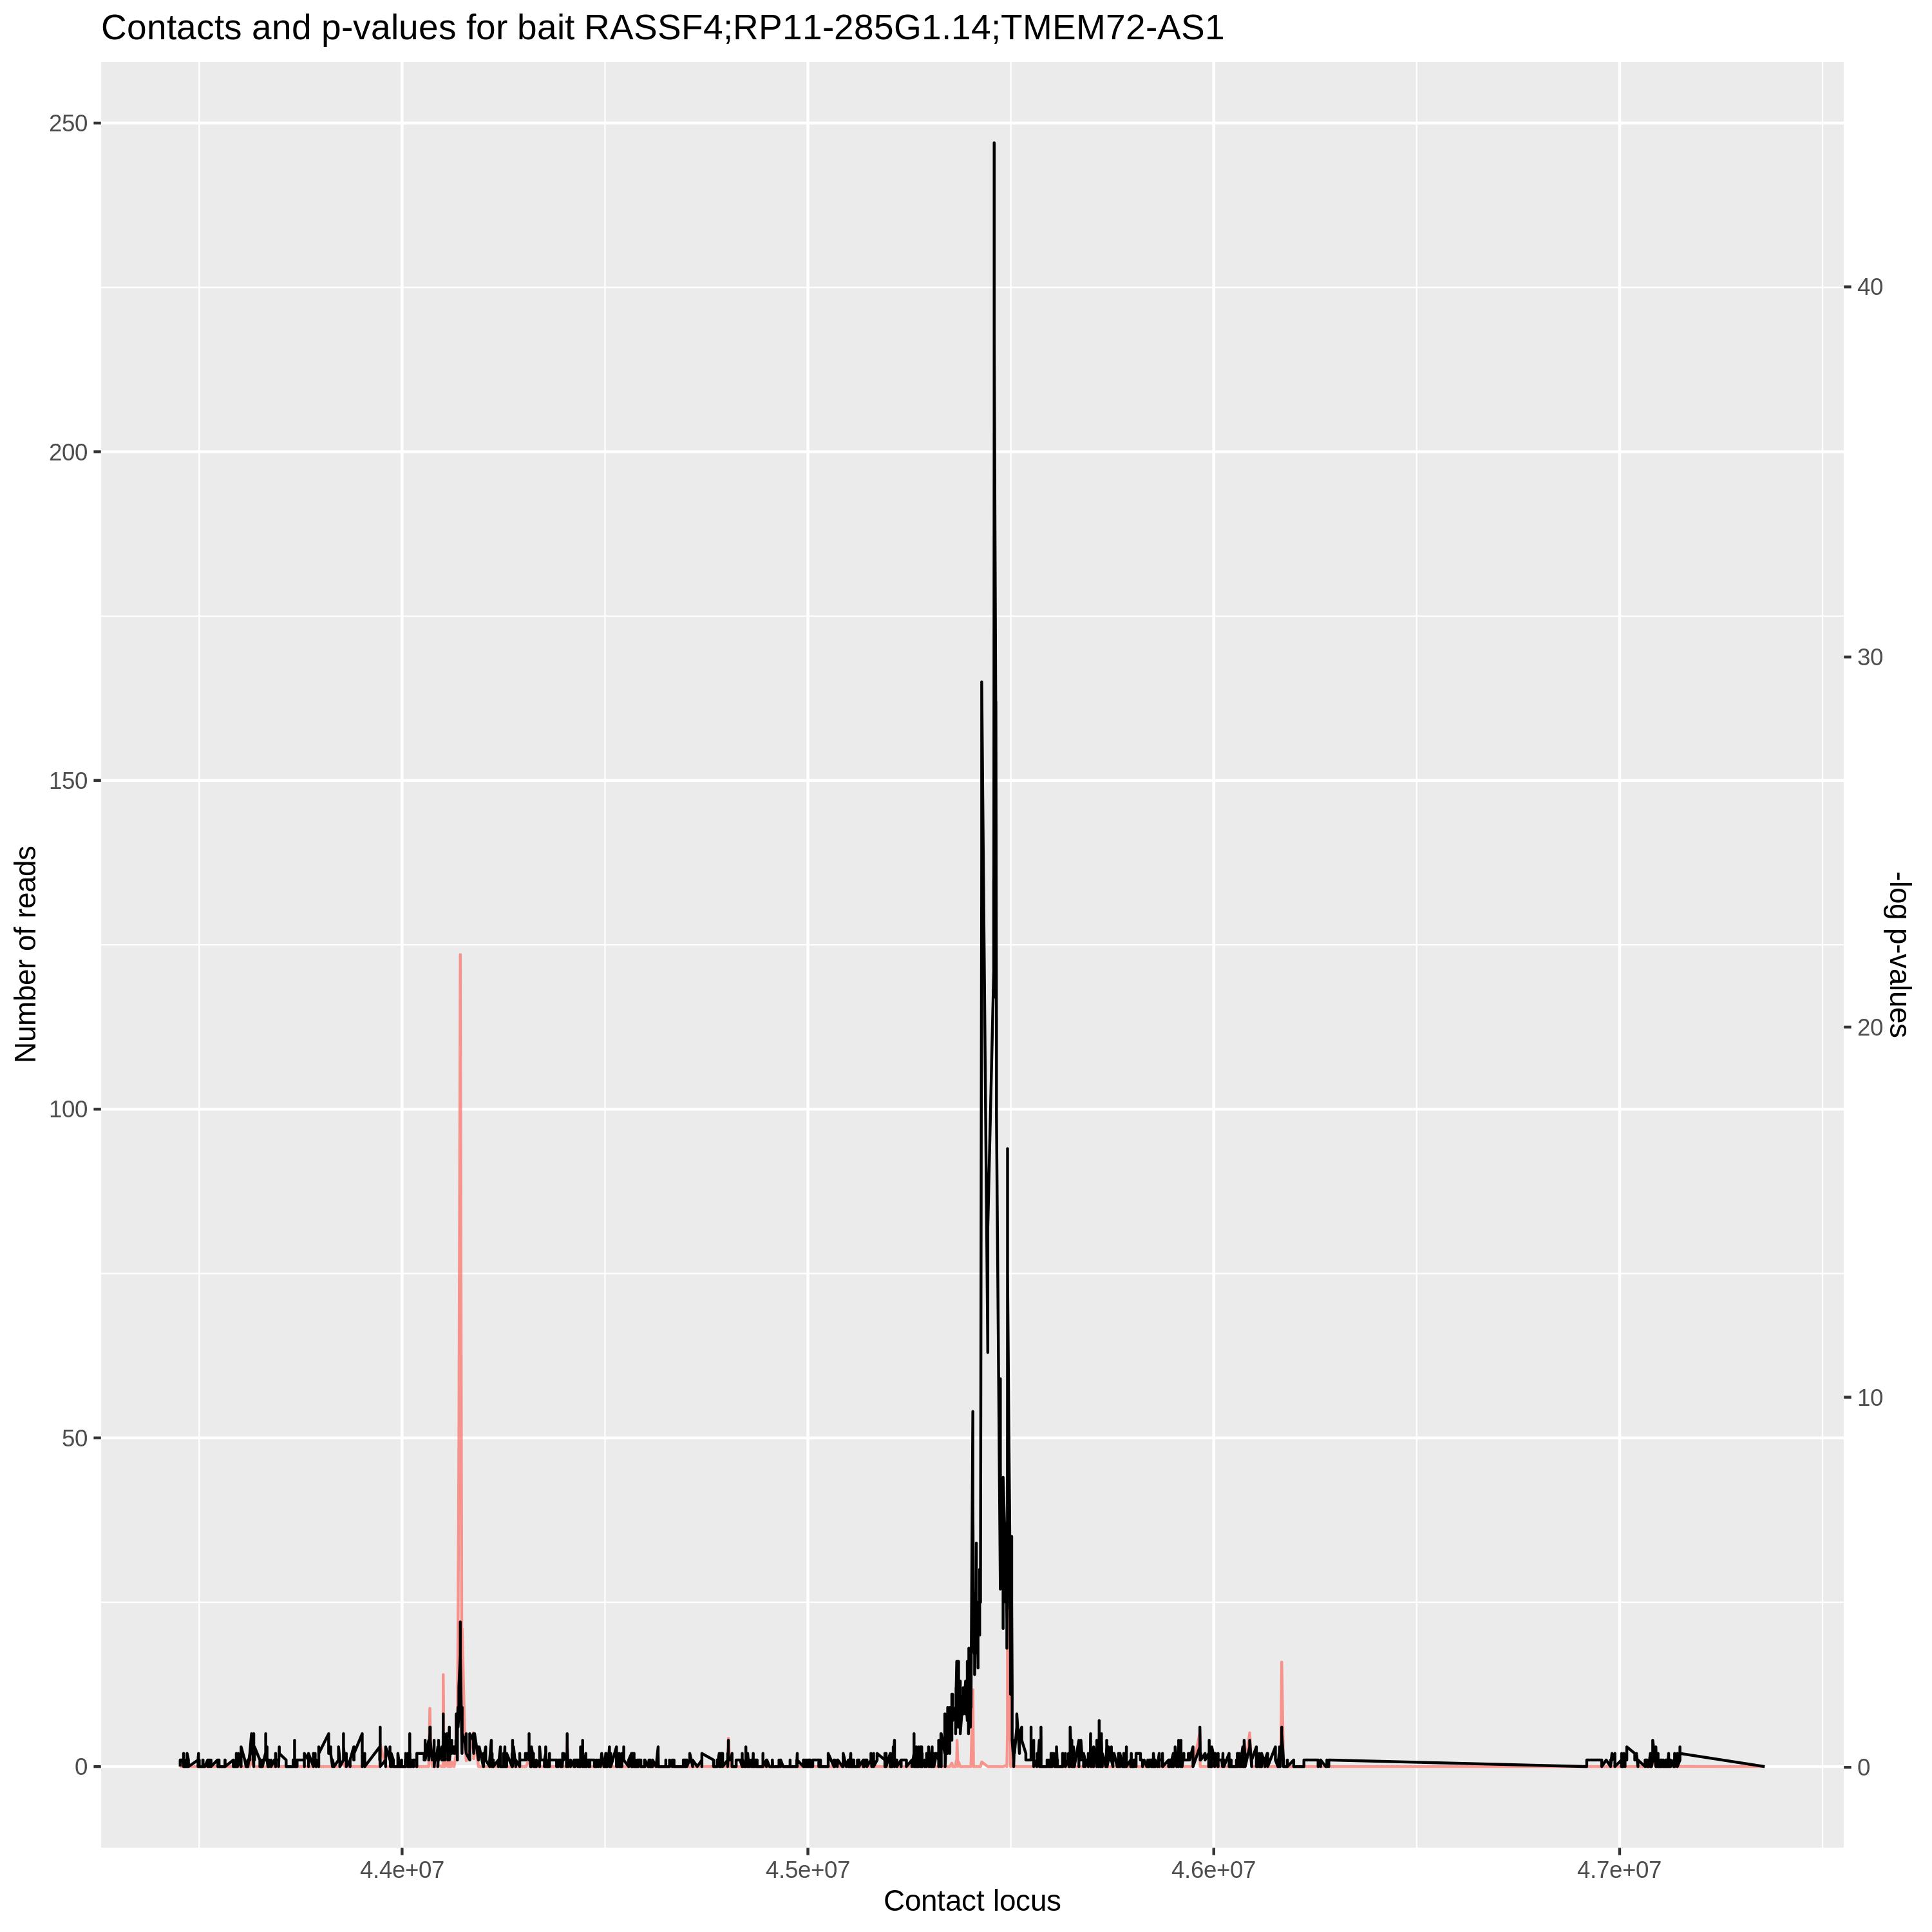 Contacts and p-values for bait RASSF4;RP11-285G1.14;TMEM72-AS1
250
200
150
100
50
0
Number of reads
40
30
20
10
0
-log p-values
4.4e+07
4.5e+07
4.6e+07
4.7e+07
Contact locus